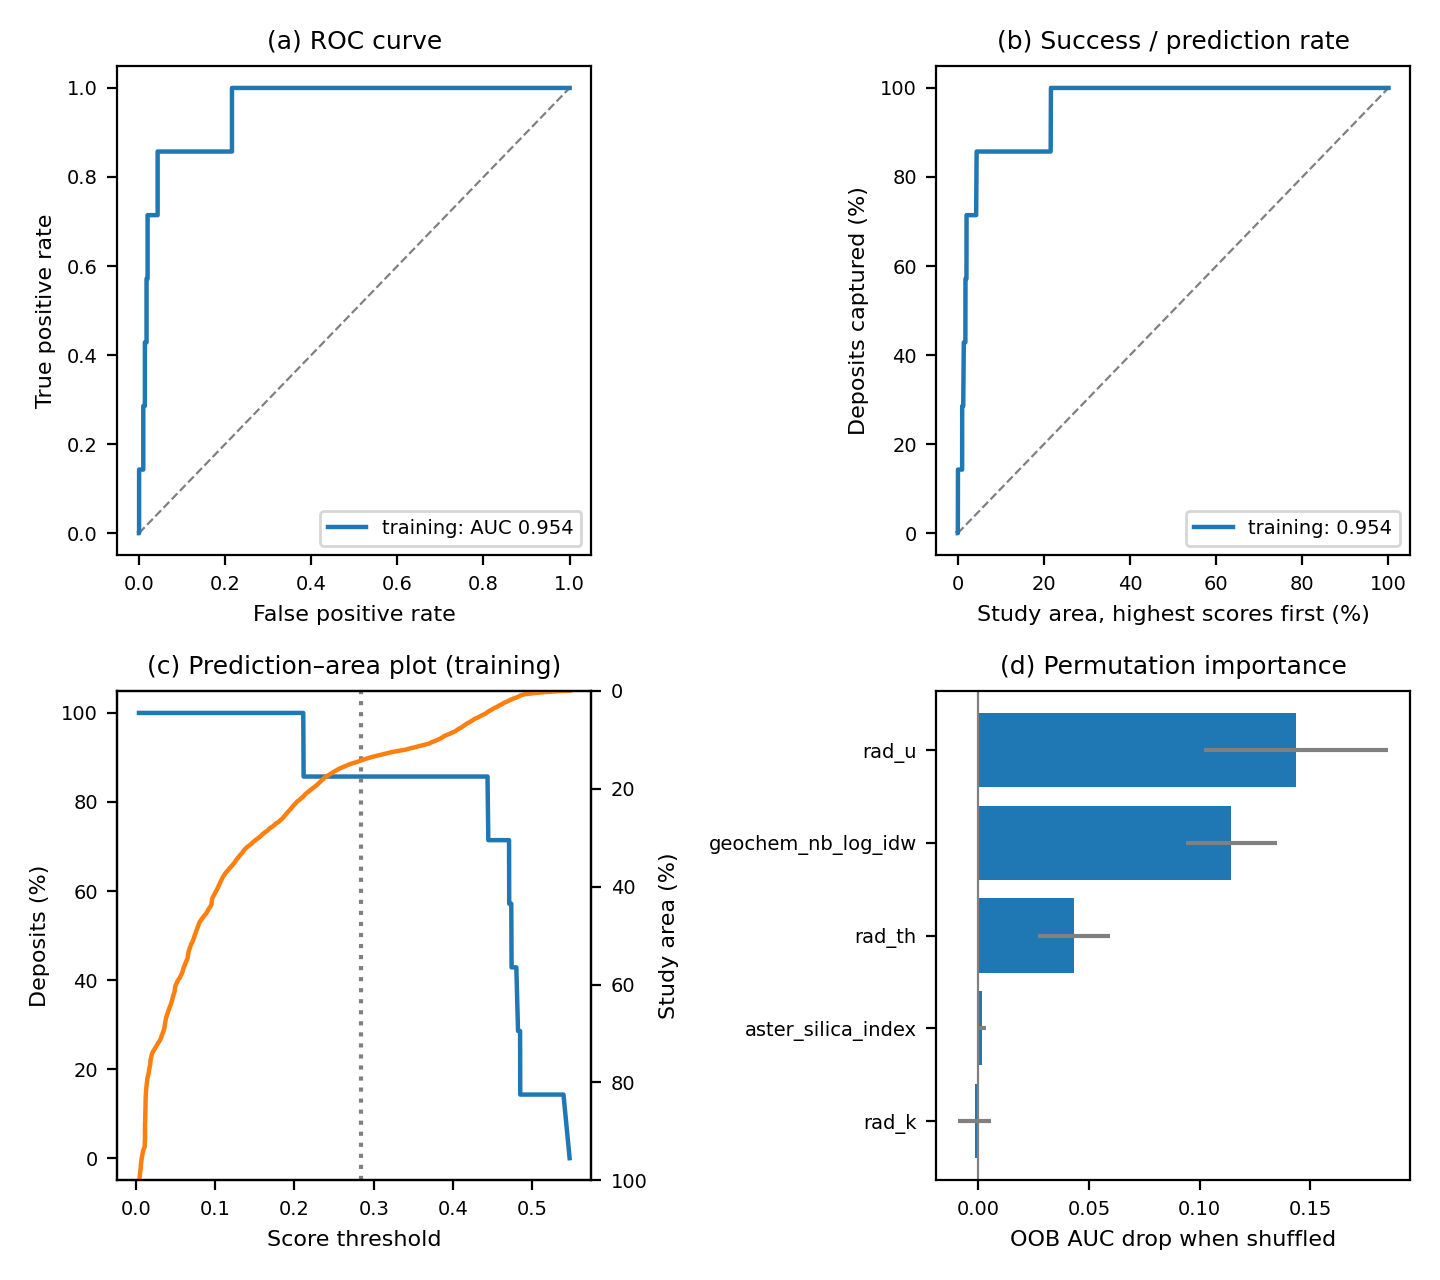 (a) ROC curve
True positive rate
1.0
0.8
0.6
0.4
0.2
0.0
training: AUC 0.954
0.0 0.2 0.4 0.6 0.8 1.0
False positive rate
(b) Success / prediction rate
Deposits captured (%)
100
80
60
40
20
0
training: 0.954
0 20 40 60 80 100
Study area, highest scores first (%)
(c) Prediction–area plot (training)
Deposits (%)
100
80
60
40
20
0
0
20
40
60
80
100
Study area (%)
0.0 0.1 0.2 0.3 0.4 0.5
Score threshold
(d) Permutation importance
rad_u
geochem_nb_log_idw
rad_th
aster_silica_index
rad_k
0.00 0.05 0.10 0.15
OOB AUC drop when shuffled